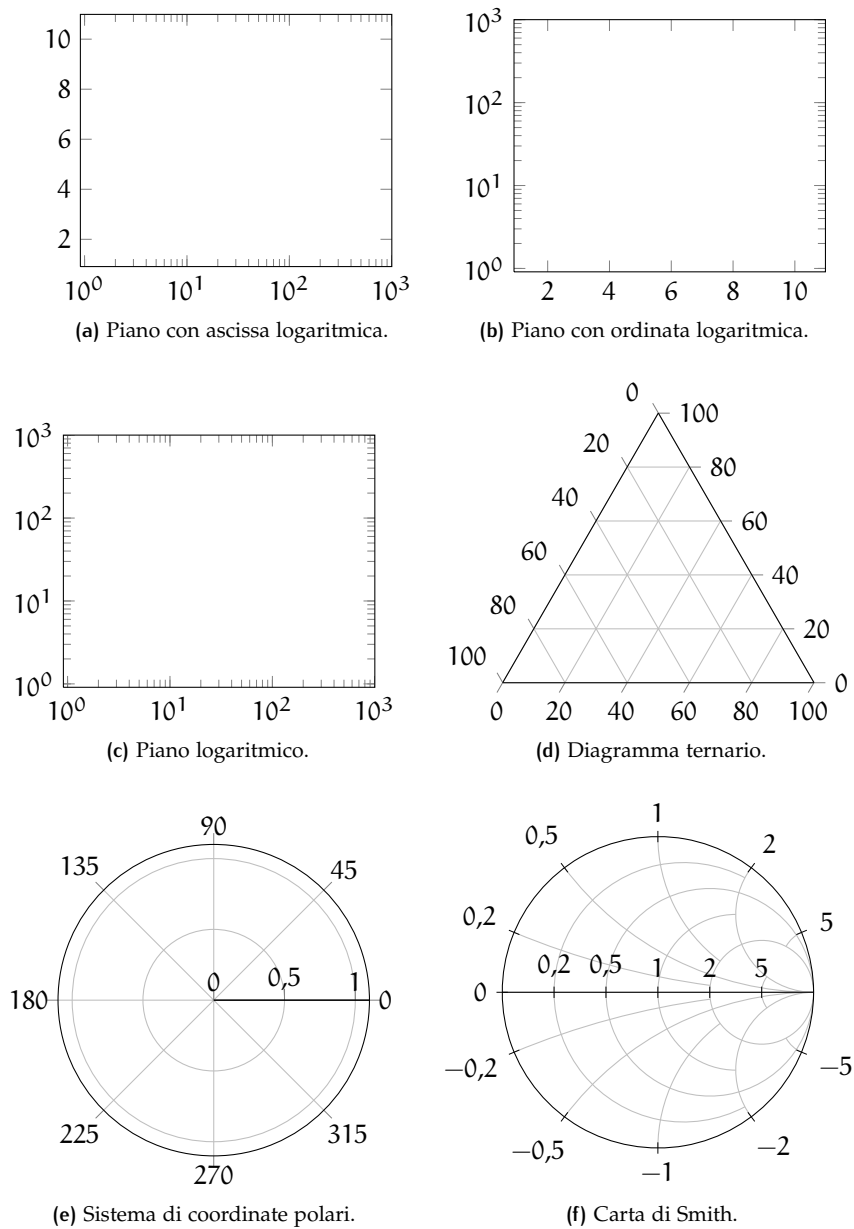 10
8
6
4
2
10^0 10^1 10^2 10^3
(a) Piano con ascissa logaritmica.
10^3
10^2
10^1
10^0
2 4 6 8 10
(b) Piano con ordinata logaritmica.
10^3
10^2
10^1
10^0
10^0 10^1 10^2 10^3
(c) Piano logaritmico.
0 100
20 80
40 60
60 40
80 20
100 0
0 20 40 60 80 100
(d) Diagramma ternario.
90
135 45
0 0,5 1
180 0
225 315
270
(e) Sistema di coordinate polari.
1
0,5 2
0,2 5
0,2 0,5 1 2 5
0
−0,2 −5
−0,5 −2
−1
(f) Carta di Smith.